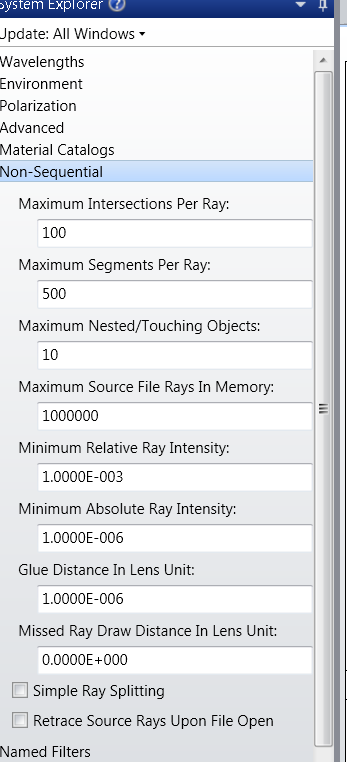 System Explorer ?
Update: All Windows
Wavelengths
Environment
Polarization
Advanced
Material Catalogs
Non-Sequential
Maximum Intersections Per Ray:
100
Maximum Segments Per Ray:
500
Maximum Nested/Touching Objects:
10
Maximum Source File Rays In Memory:
1000000
Minimum Relative Ray Intensity:
1.0000E-003
Minimum Absolute Ray Intensity:
1.0000E-006
Glue Distance In Lens Unit:
1.0000E-006
Missed Ray Draw Distance In Lens Unit:
0.0000E+000
Simple Ray Splitting
Retrace Source Rays Upon File Open
Named Filters